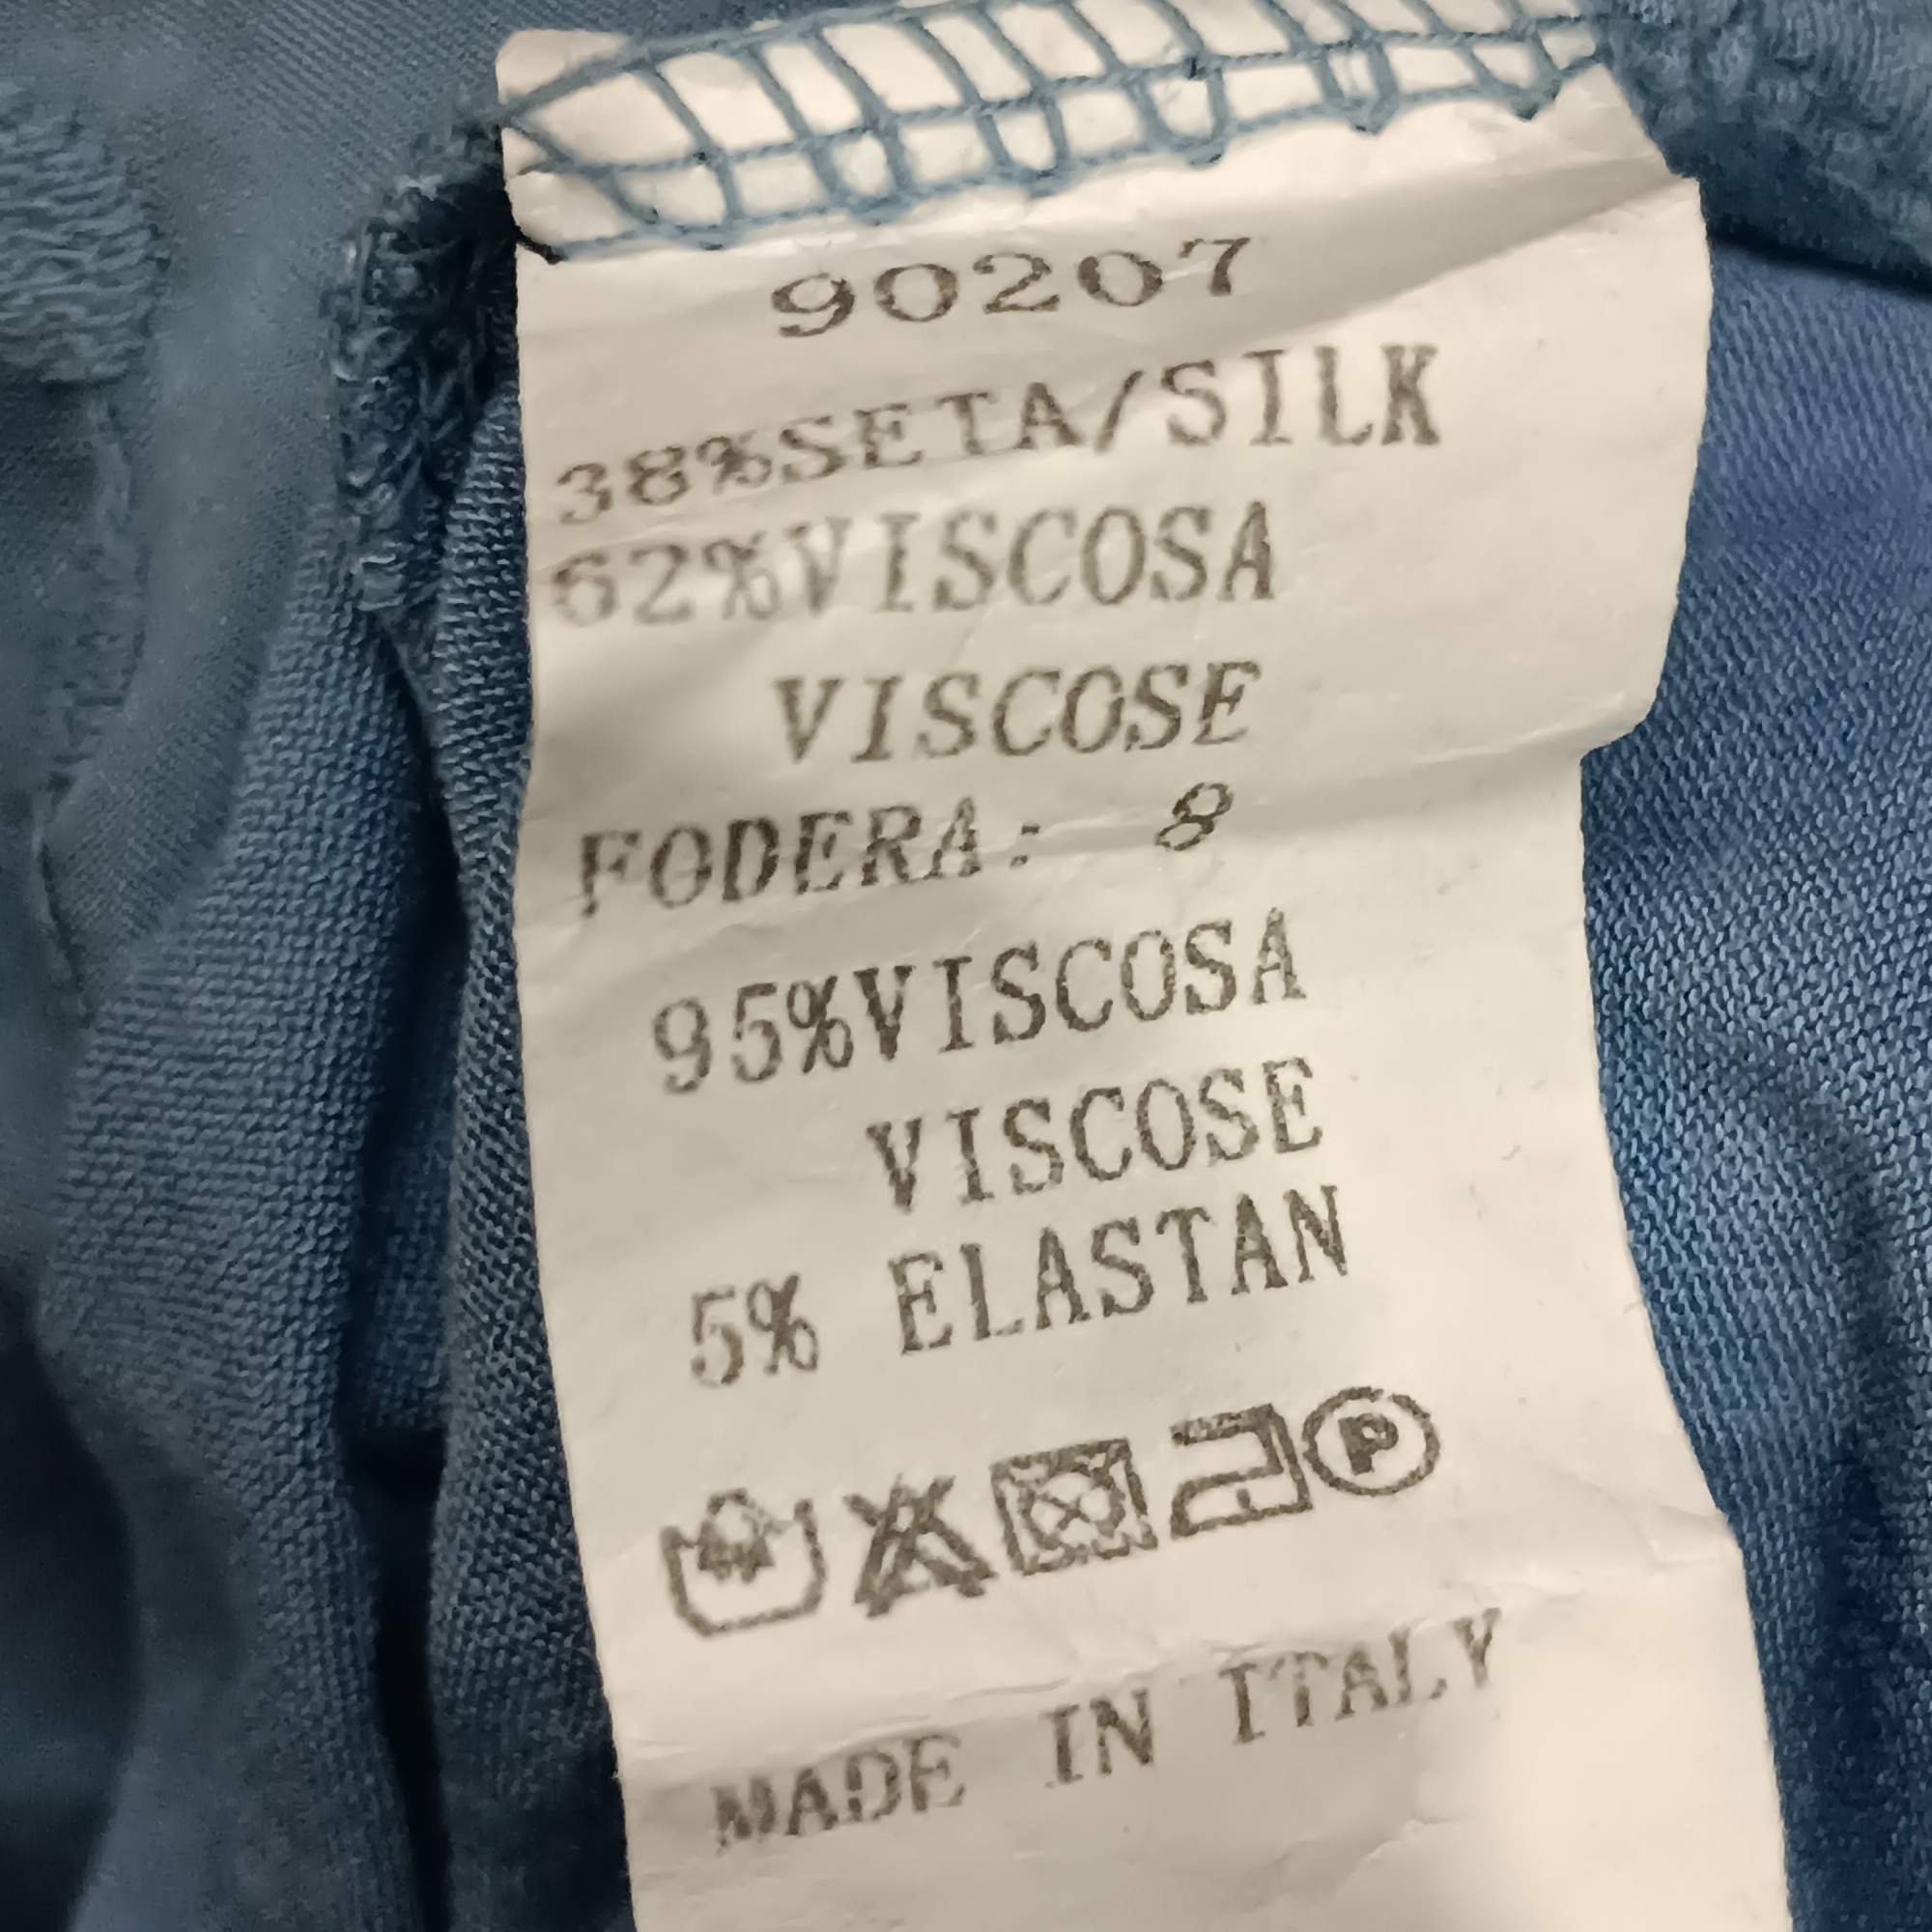 90207
38%SETA/SILK
62%VISCOSA
VISCOSE
FODERA: 8
95%VISCOSA
VISCOSE
5% ELASTAN
P
MADE IN ITALY